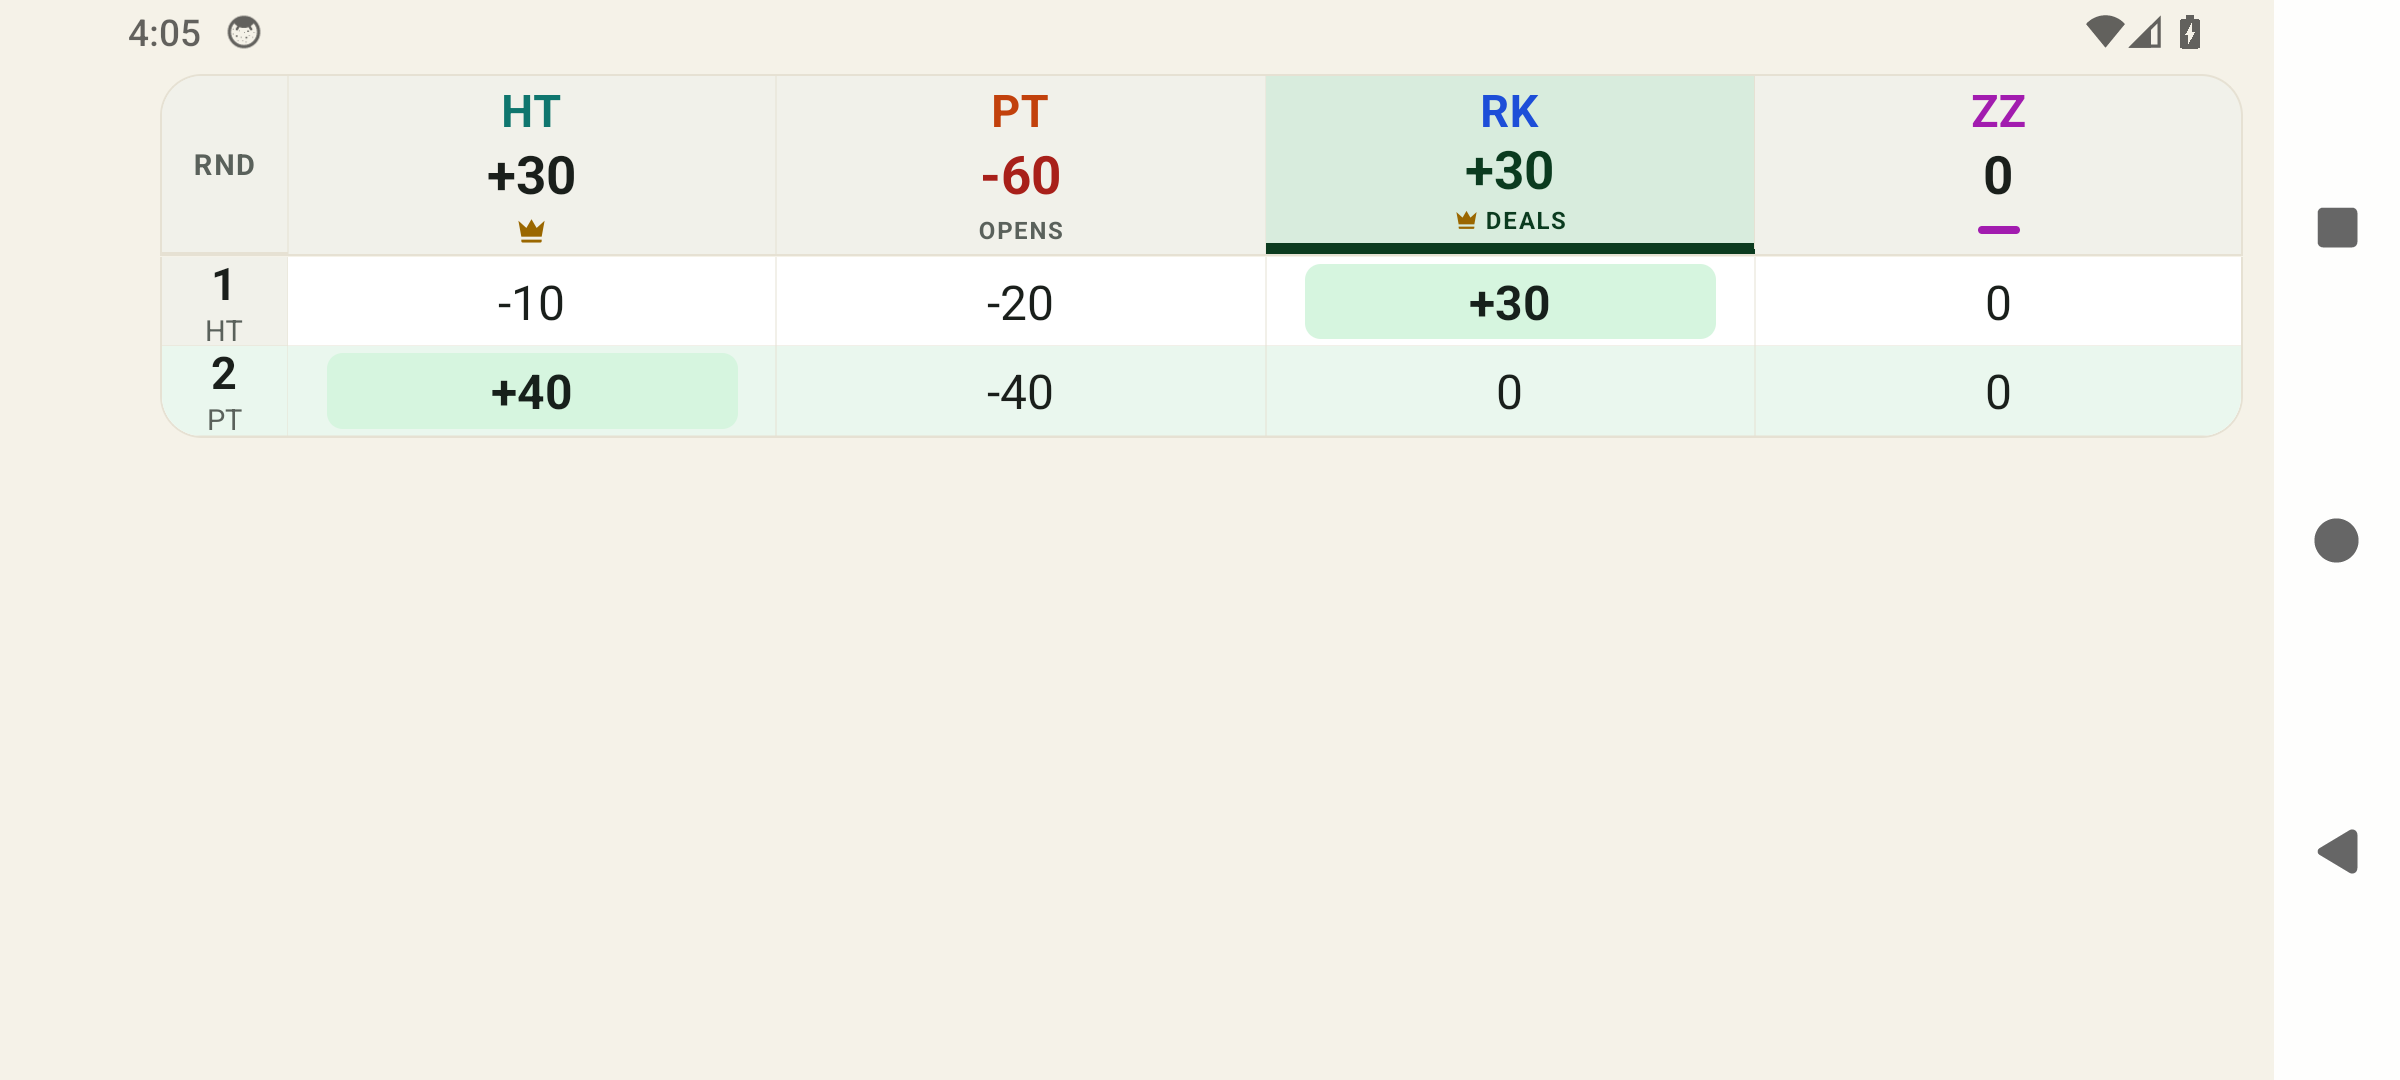 4:05
RND HT PT RK ZZ
+30 -60 +30 0
OPENS DEALS
1 -10 -20 +30 0
HT
2 +40 -40 0 0
PT